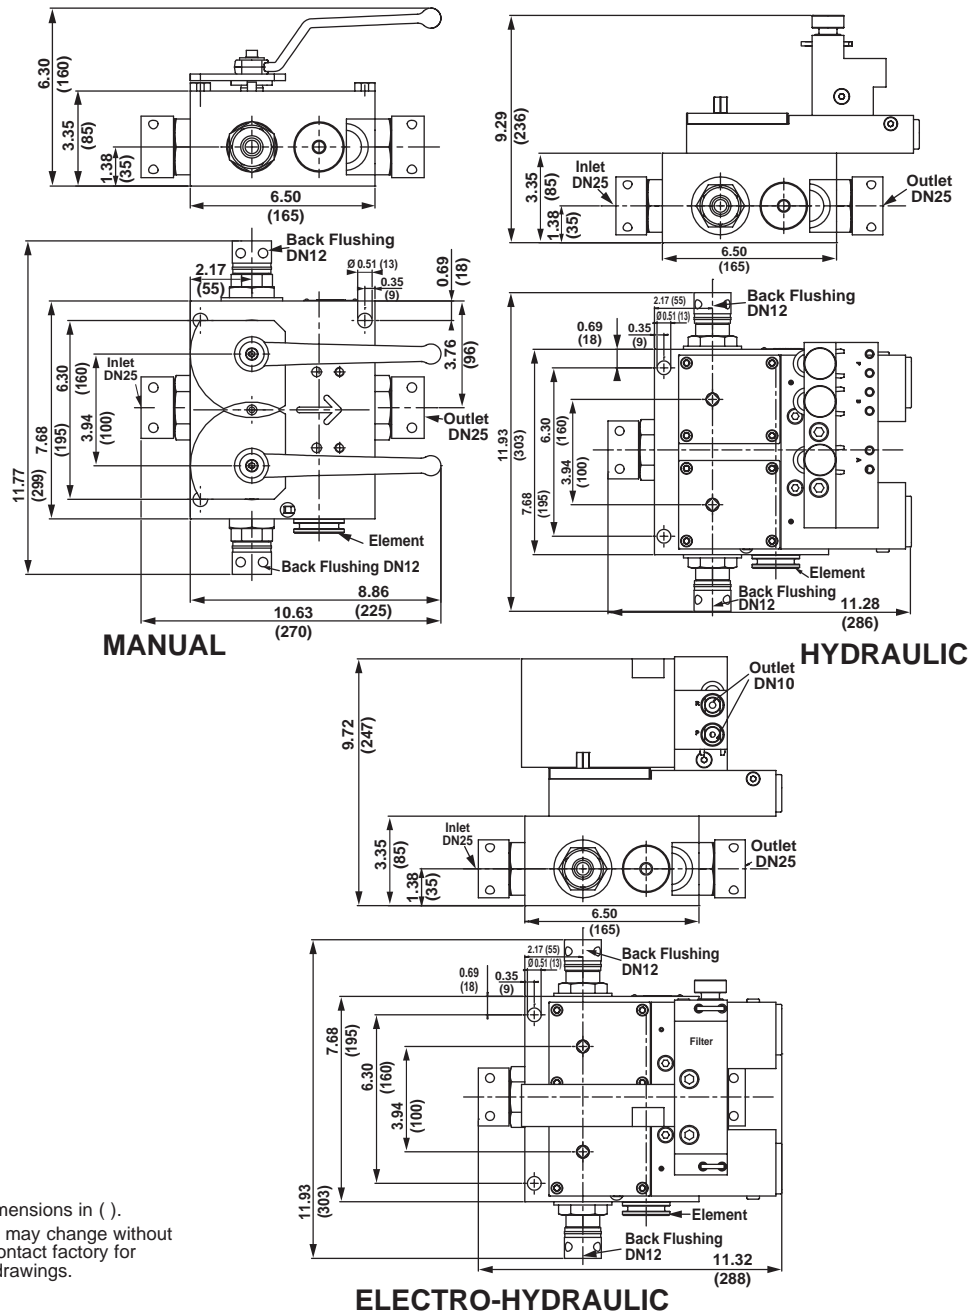 6.30
(160)
3.35
(85)
1.38
(35)
6.50
(165)
Back Flushing
DN12
2.17
(55)
Ø 0.51 (13)
0.69
(18)
0.35
(9)
3.76
(96)
Inlet
DN25
6.30
(160)
3.94
(100)
7.68
(195)
11.77
(299)
Outlet
DN25
Element
Back Flushing DN12
8.86
(225)
10.63
(270)
MANUAL
9.29
(236)
Inlet
DN25
3.35
(85)
1.38
(35)
Outlet
DN25
6.50
(165)
2.17 (55)
Back Flushing
DN12
Ø 0.51 (13)
0.69
(18)
0.35
(9)
11.93
(303)
6.30
(160)
3.94
(100)
7.68
(195)
P
B
A
Element
Back Flushing
DN12
11.28
(286)
HYDRAULIC
Outlet
DN10
R
P
9.72
(247)
Inlet
DN25
3.35
(85)
1.38
(35)
Outlet
DN25
6.50
(165)
2.17 (55)
Back Flushing
DN12
Ø 0.51 (13)
0.69
(18)
0.35
(9)
7.68
(195)
6.30
(160)
3.94
(100)
Filter
11.93
(303)
Element
Back Flushing
DN12
11.32
(288)
ELECTRO-HYDRAULIC
mensions in ( ).
may change without
ontact factory for
drawings.